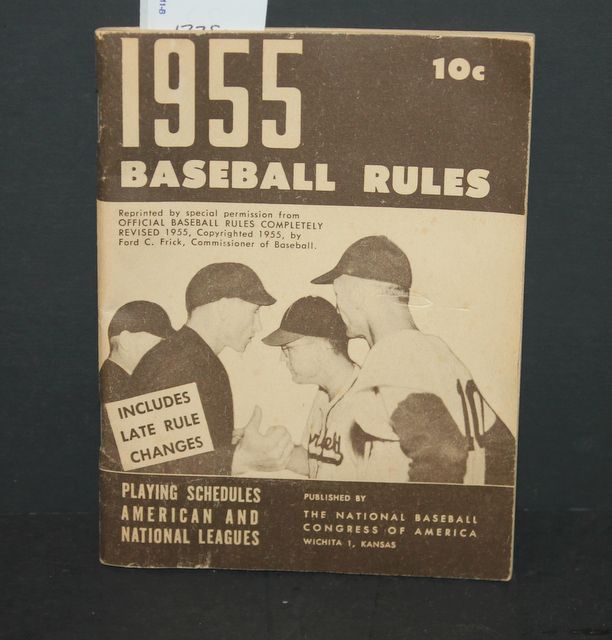 1955
10c
BASEBALL RULES
Reprinted by special permission from
OFFICIAL BASEBALL RULES COMPLETELY
REVISED 1955, Copyrighted 1955, by
Ford C. Frick, Commissioner of Baseball.
10
INCLUDES
LATE RULE
CHANGES
PLAYING SCHEDULES
AMERICAN AND
NATIONAL LEAGUES
PUBLISHED BY
THE NATIONAL BASEBALL
CONGRESS OF AMERICA
WICHITA 1, KANSAS